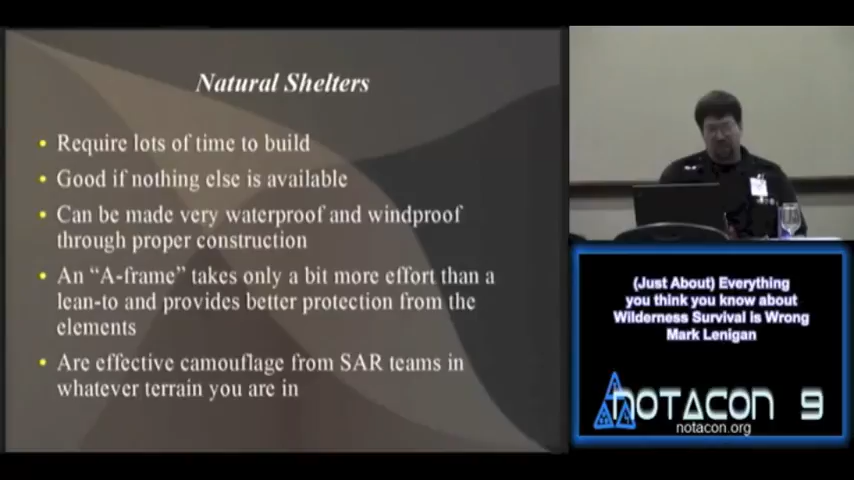 Natural Shelters
Require lots of time to build
Good if nothing else is available
Can be made very waterproof and windproof
through proper construction
An “A-frame” takes only a bit more effort than a
lean-to and provides better protection from the
elements
Are effective camouflage from SAR teams in
whatever terrain you are in
(Just About) Everything
you think you know about
Wilderness Survival is Wrong
Mark Lenigan
NOTACON 9
notacon.org